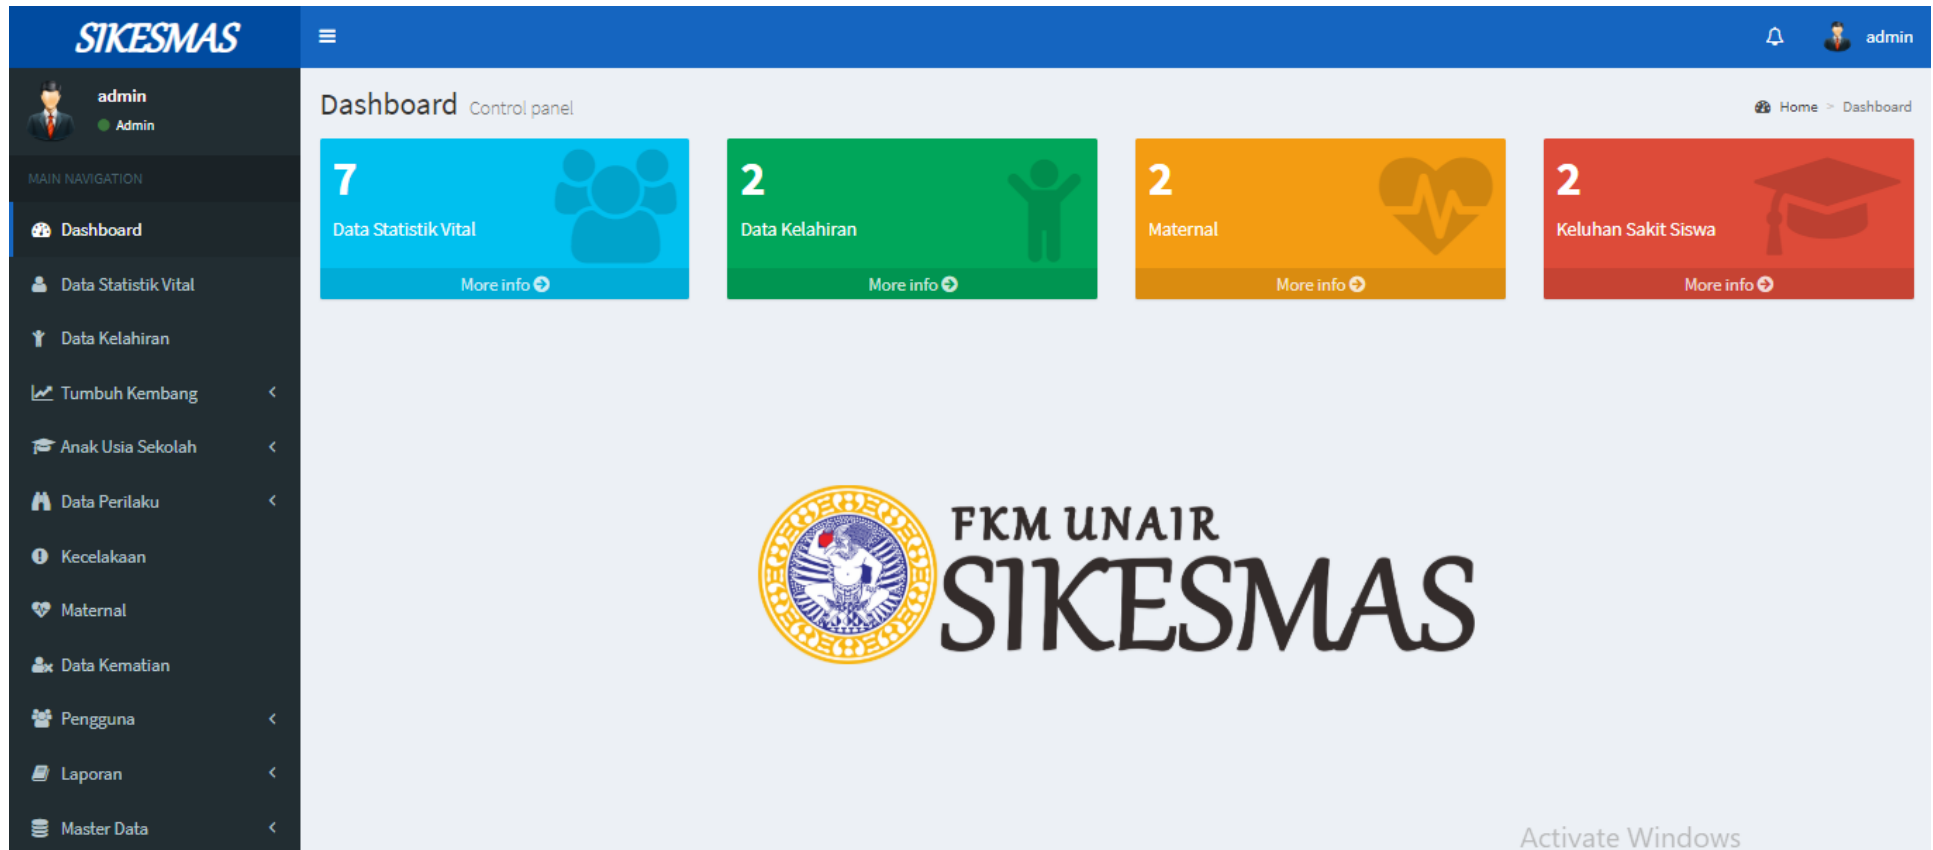 SIKESMAS
admin
admin
Admin
MAIN NAVIGATION
Dashboard
Data Statistik Vital
Data Kelahiran
Tumbuh Kembang
Anak Usia Sekolah
Data Perilaku
Kecelakaan
Maternal
Data Kematian
Pengguna
Laporan
Master Data
Dashboard Control panel
Home > Dashboard
7
Data Statistik Vital
More info
2
Data Kelahiran
More info
2
Maternal
More info
2
Keluhan Sakit Siswa
More info
FKM UNAIR
SIKESMAS
Activate Windows